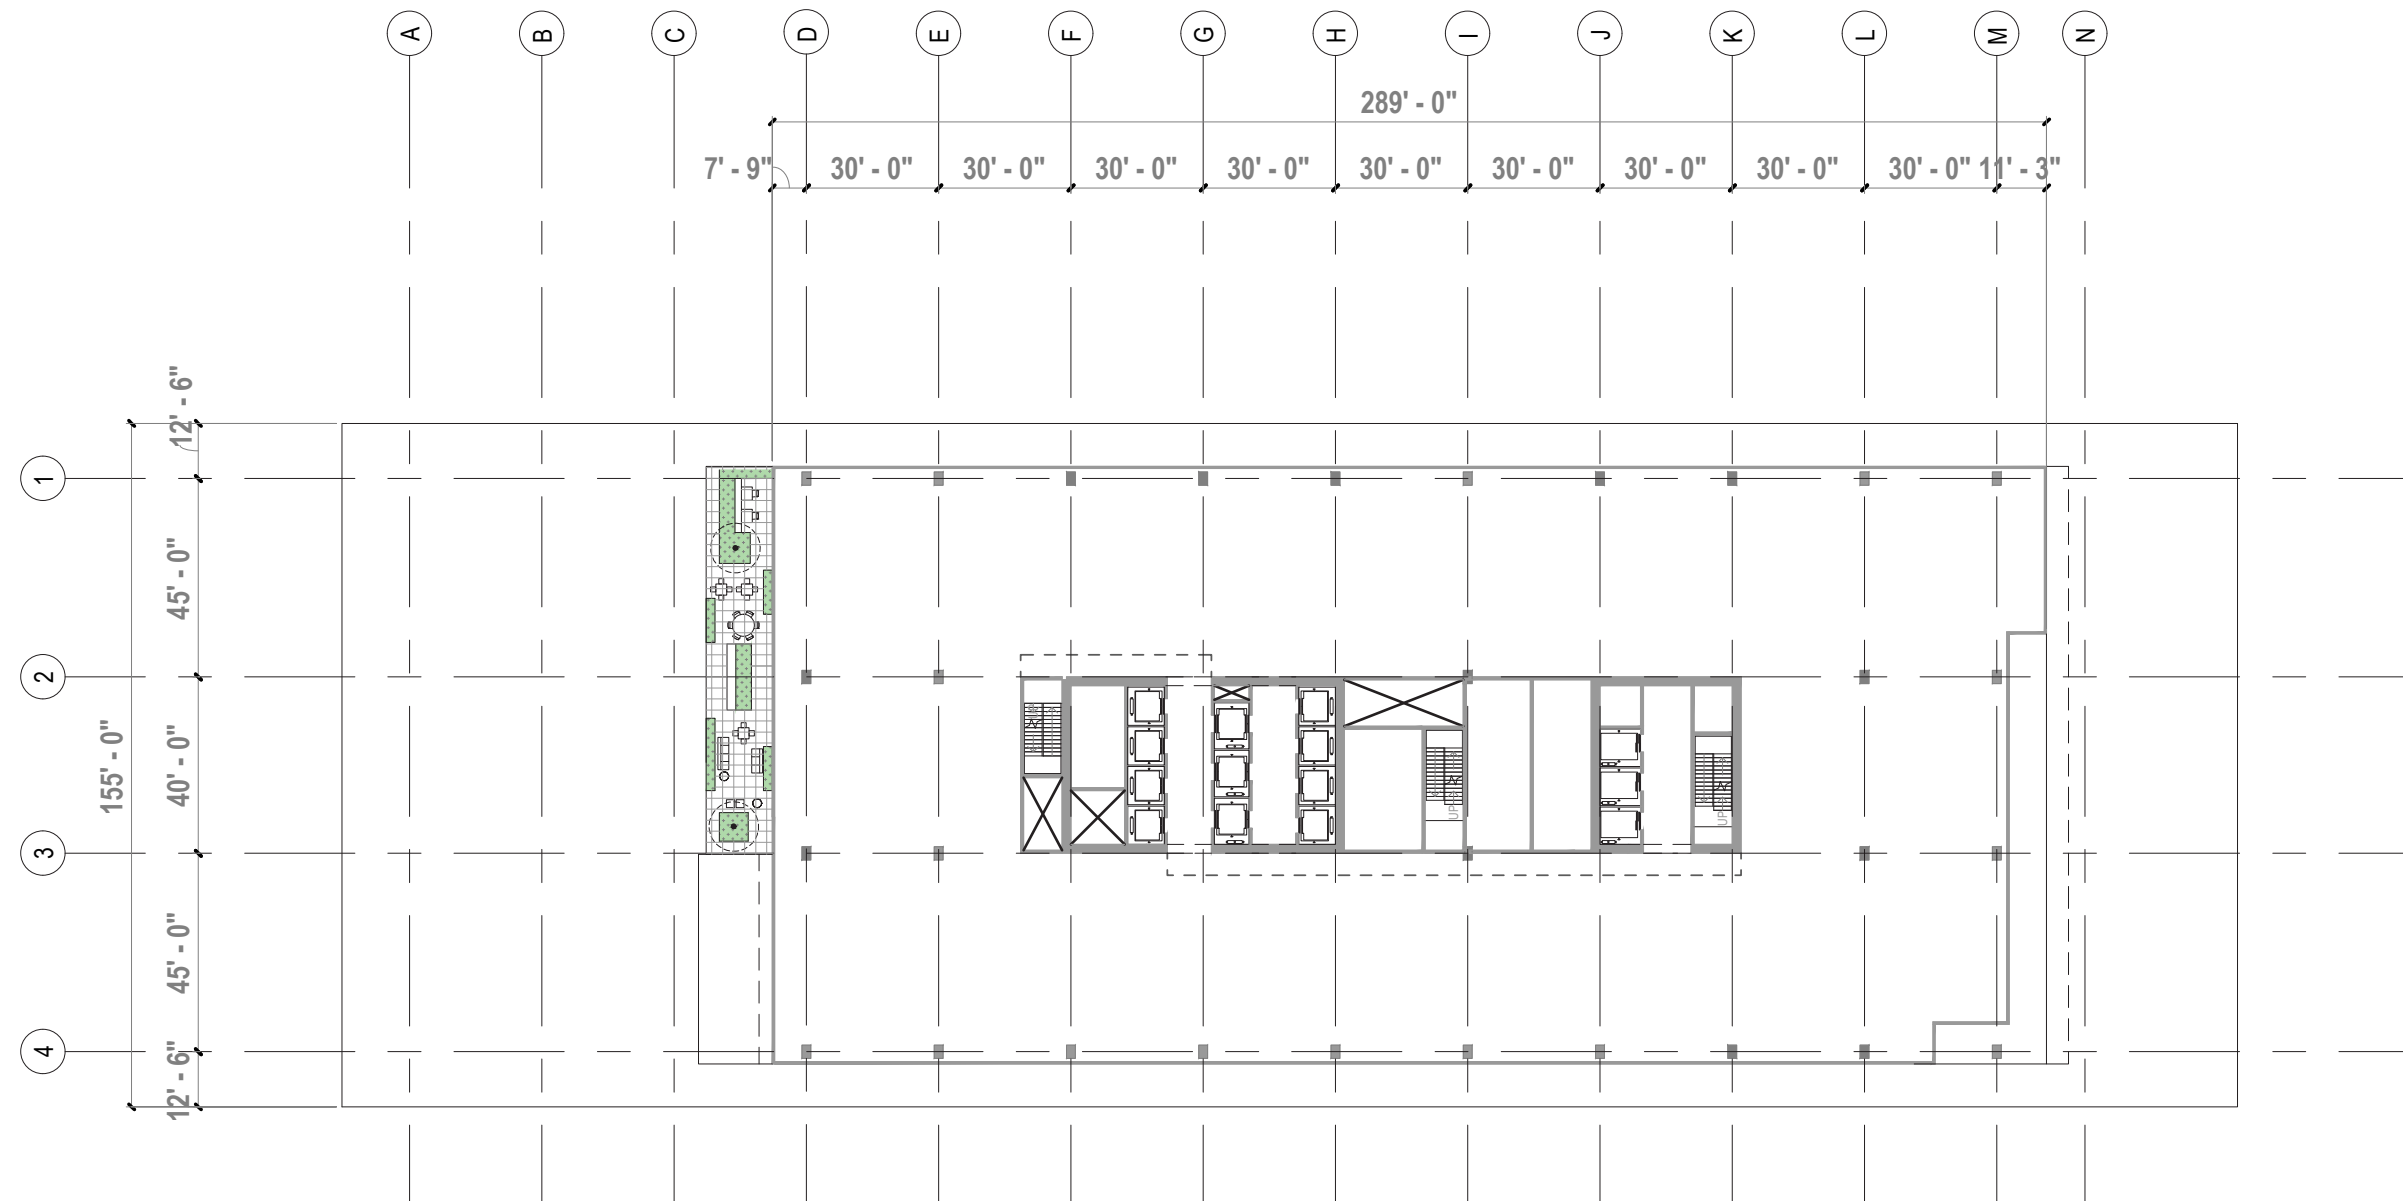 A B C D E F G H I J K L M N
289' - 0"
7' - 9" 30' - 0" 30' - 0" 30' - 0" 30' - 0" 30' - 0" 30' - 0" 30' - 0" 30' - 0" 30' - 0" 11' - 3"
12' - 6"
1
45' - 0"
2
155' - 0"
40' - 0"
UP
UP
3
45' - 0"
4
12' - 6"